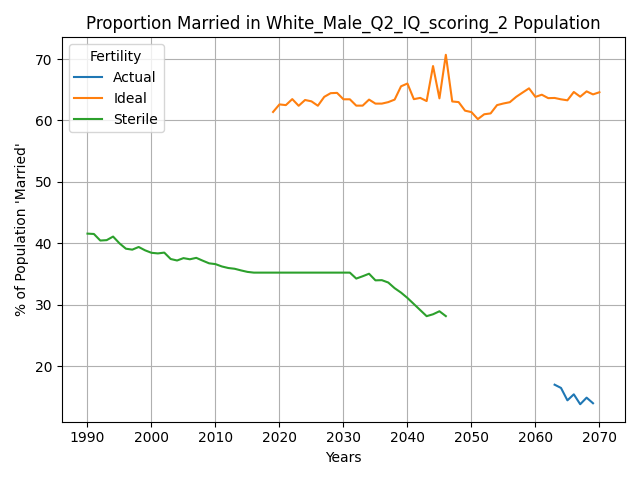 Proportion Married in White_Male_Q2_IQ_scoring_2 Population
% of Population 'Married'
70
60
50
40
30
20
Fertility
Actual
Ideal
Sterile
1990 2000 2010 2020 2030 2040 2050 2060 2070
Years